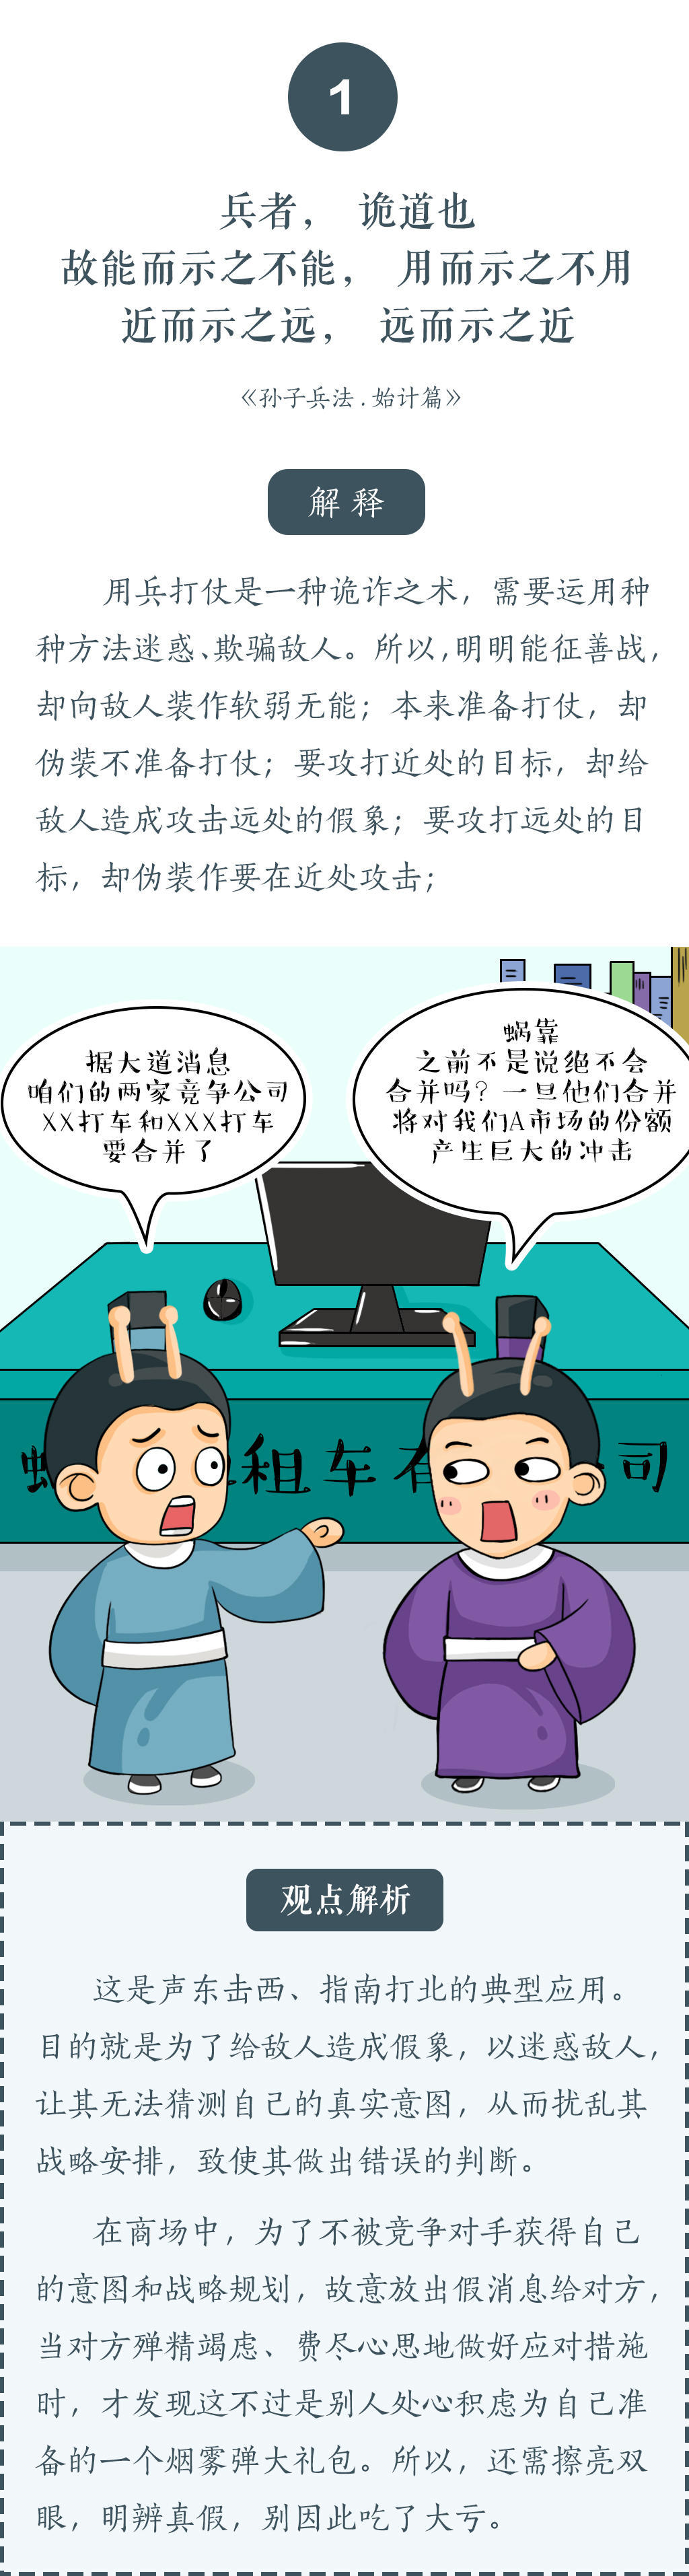 1
兵者， 诡道也
故能而示之不能， 用而示之不用
近而示之远， 远而示之近
《孙子兵法.始计篇》
解 释
用兵打仗是一种诡诈之术，需要运用种
种方法迷惑、欺骗敌人。所以,明明能征善战，
却向敌人装作软弱无能；本来准备打仗，却
伪装不准备打仗；要攻打近处的目标，却给
敌人造成攻击远处的假象；要攻打远处的目
标，却伪装作要在近处攻击；
据大道消息
咱们的两家竞争公司
XX打车和XXX打车
要合并了
蜗靠
之前不是说绝不会
合并吗？一旦他们合并
将对我们A市场的份额
产生巨大的冲击
租车 司
观点解析
这是声东击西、指南打北的典型应用。
目的就是为了给敌人造成假象，以迷惑敌人，
让其无法猜测自己的真实意图，从而扰乱其
战略安排，致使其做出错误的判断。
在商场中，为了不被竞争对手获得自己
的意图和战略规划，故意放出假消息给对方，
当对方殚精竭虑、费尽心思地做好应对措施
时，才发现这不过是别人处心积虑为自己准
备的一个烟雾弹大礼包。所以，还需擦亮双
眼，明辨真假，别因此吃了大亏。